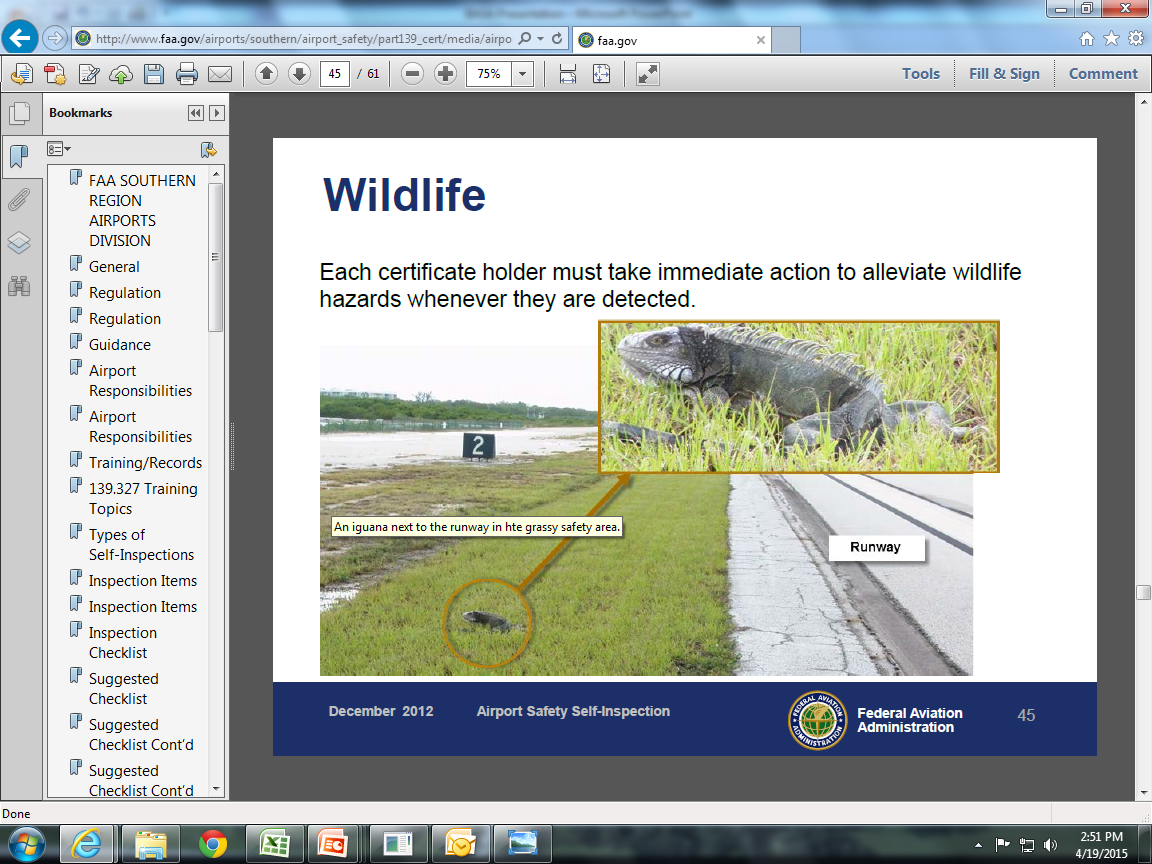 http://www.faa.gov/airports/southern/airport_safety/part139_cert/media/airpo
faa.gov
45 / 61
75%
Tools
Fill & Sign
Comment
Bookmarks
FAA SOUTHERN
REGION
AIRPORTS
DIVISION
General
Regulation
Regulation
Guidance
Airport
Responsibilities
Airport
Responsibilities
Training/Records
139.327 Training
Topics
Types of
Self-Inspections
Inspection Items
Inspection Items
Inspection
Checklist
Suggested
Checklist
Suggested
Checklist Cont'd
Suggested
Checklist Cont'd
Wildlife
Each certificate holder must take immediate action to alleviate wildlife
hazards whenever they are detected.
2
An iguana next to the runway in hte grassy safety area.
Runway
December 2012
Airport Safety Self-Inspection
FEDERAL AVIATION
ADMINISTRATION
Federal Aviation
Administration
45
Done
2:51 PM
4/19/2015